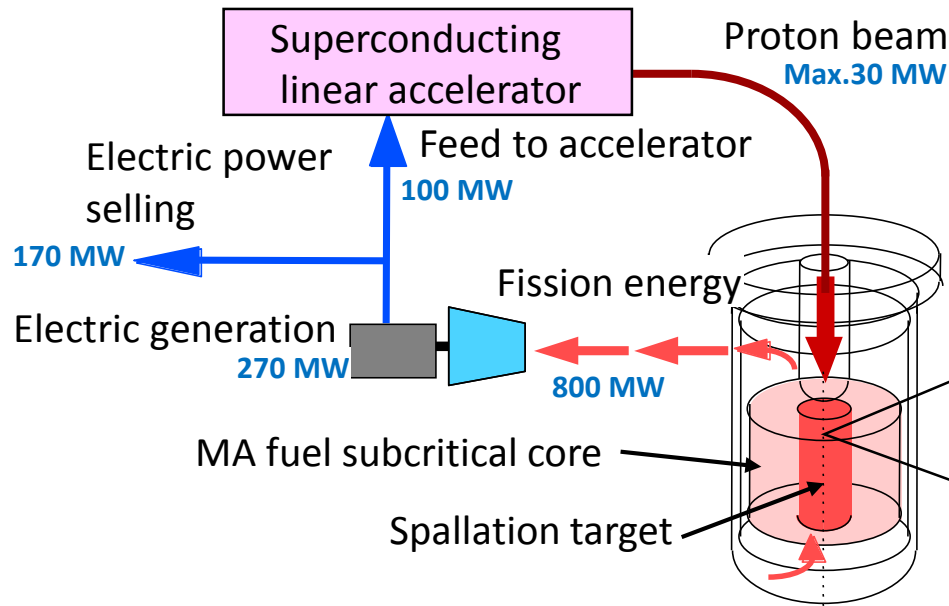 Superconducting
linear accelerator
Proton beam
Max.30 MW
Electric power
selling
170 MW
Feed to accelerator
100 MW
Fission energy
Electric generation
270 MW
800 MW
MA fuel subcritical core
Spallation target